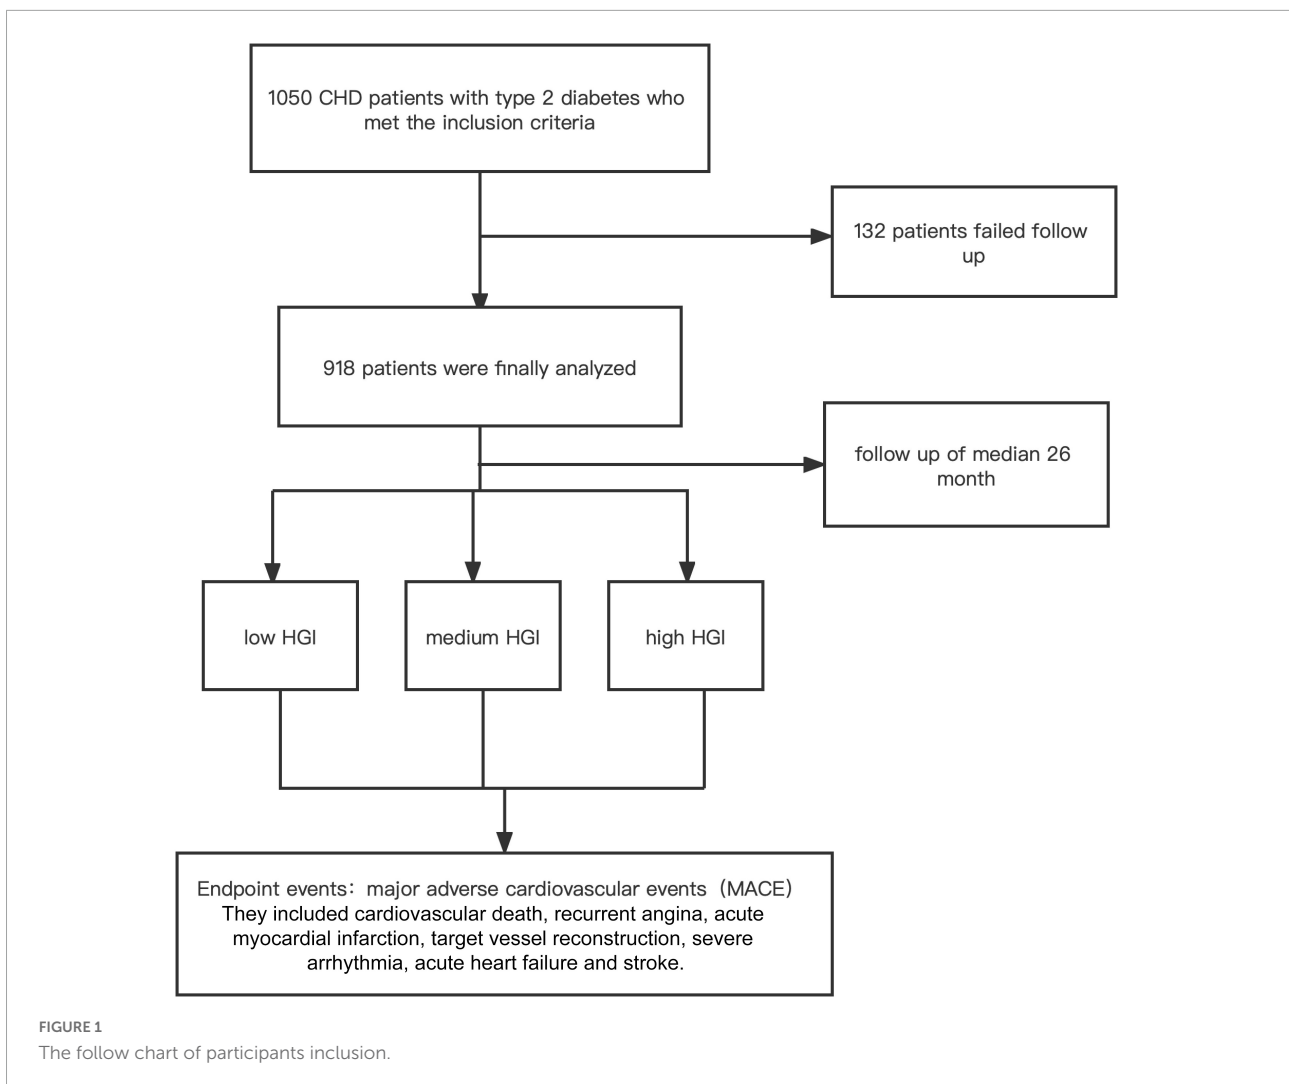 1050 CHD patients with type 2 diabetes who
met the inclusion criteria
132 patients failed follow
up
918 patients were finally analyzed
follow up of median 26
month
low HGI
medium HGI
high HGI
Endpoint events：major adverse cardiovascular events（MACE）
They included cardiovascular death, recurrent angina, acute
myocardial infarction, target vessel reconstruction, severe
arrhythmia, acute heart failure and stroke.
FIGURE 1
The follow chart of participants inclusion.